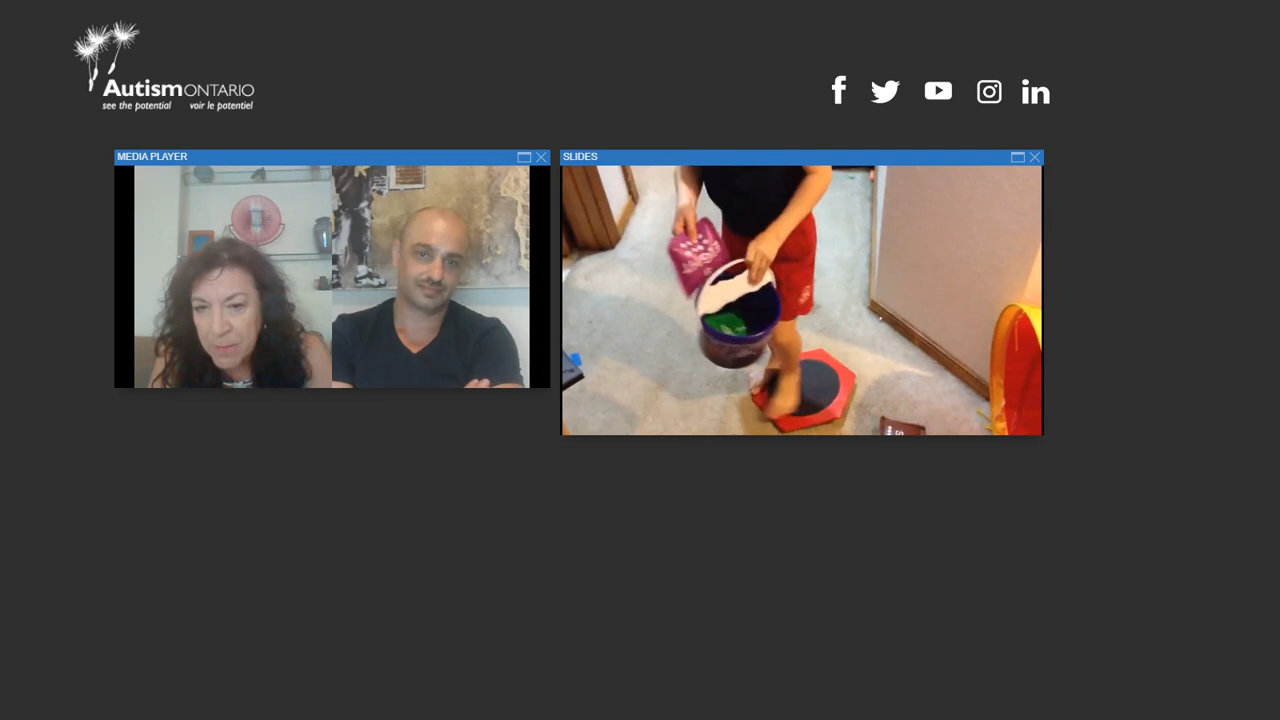 Autism ONTARIO
see the potential voir le potentiel
MEDIA PLAYER
SLIDES